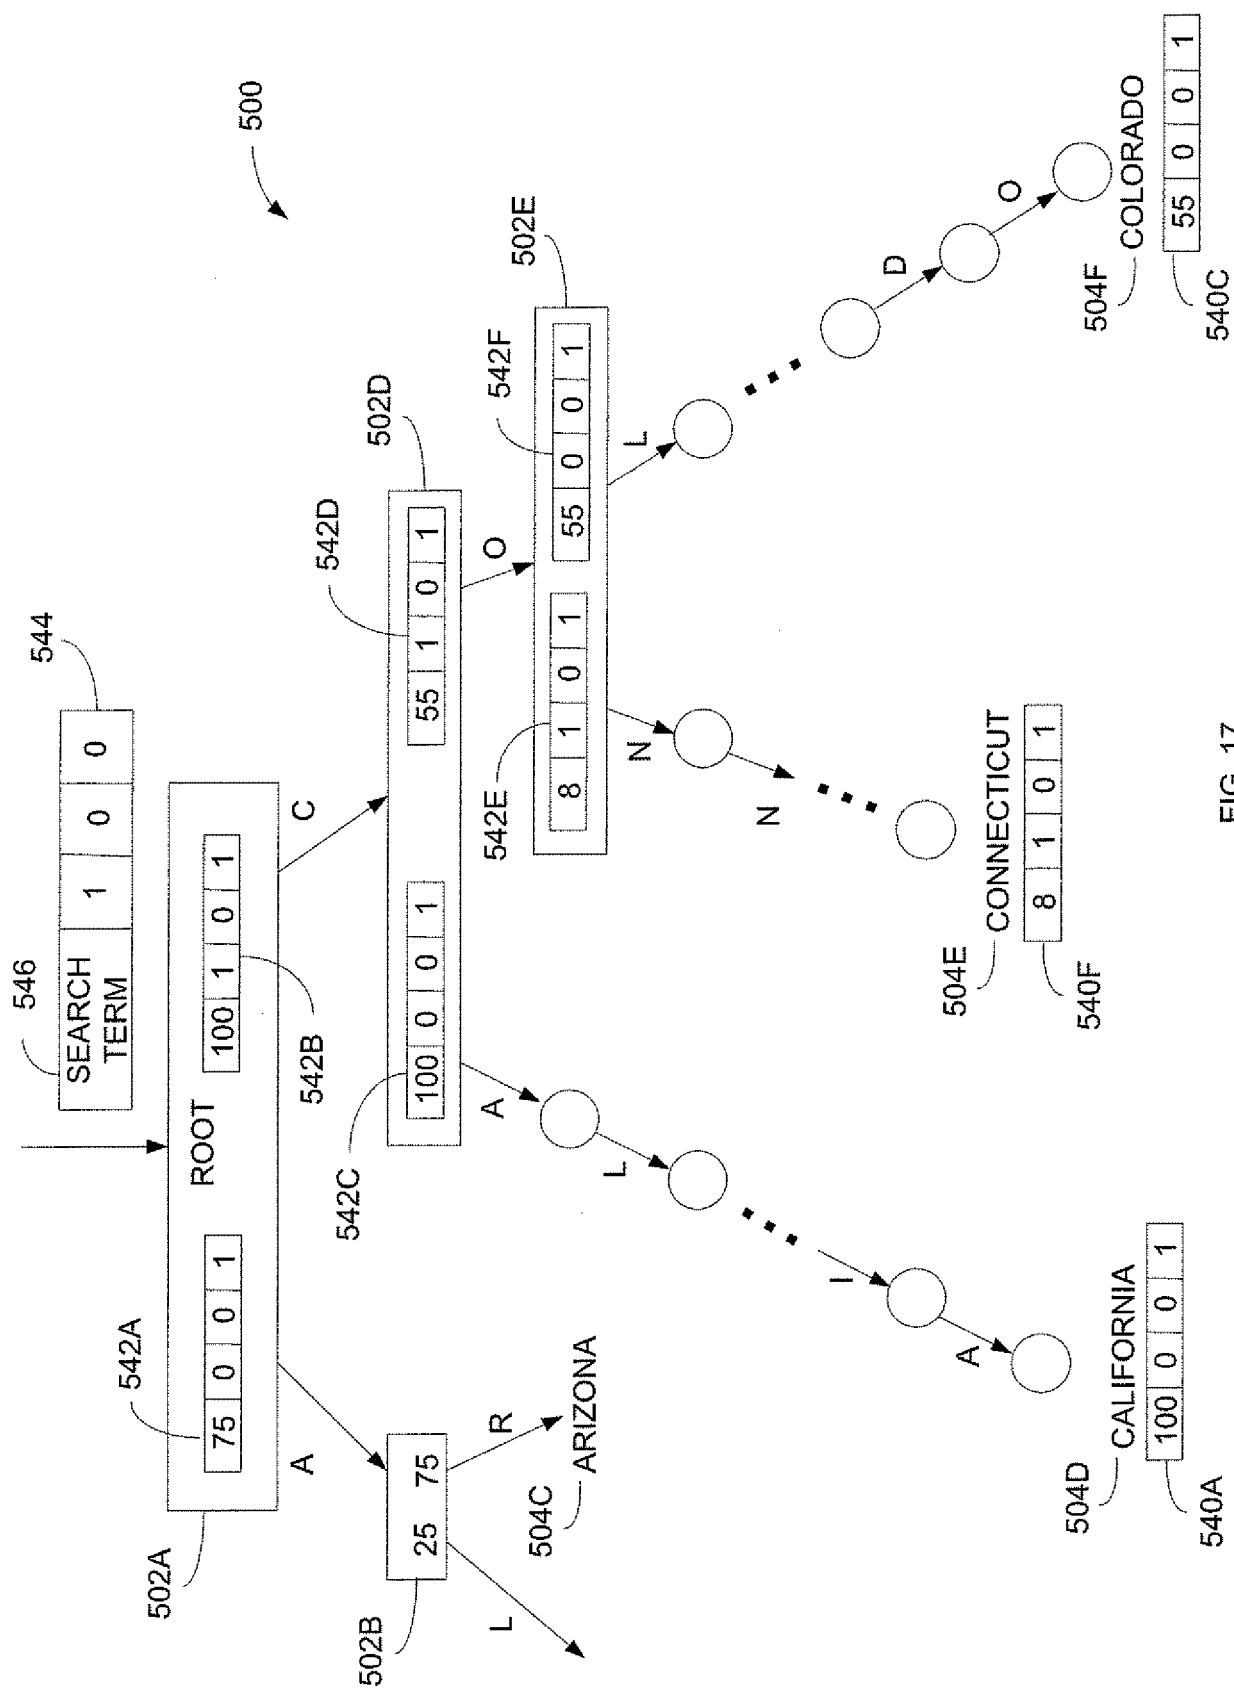 500
546
544
SEARCH
TERM
1 0 0
ROOT
502A
542A
75 0 0 1
100 1 0 1
542B
A
C
502B
25 75
L
R
504C
ARIZONA
502D
542C
100 0 0 1
542D
55 1 0 1
A
O
502E
542E
8 1 0 1
542F
55 0 0 1
L
N
L
N
I
A
D
O
504D
CALIFORNIA
100 0 0 1
540A
504E
CONNECTICUT
8 1 0 1
540F
504F
COLORADO
55 0 0 1
540C
FIG. 17